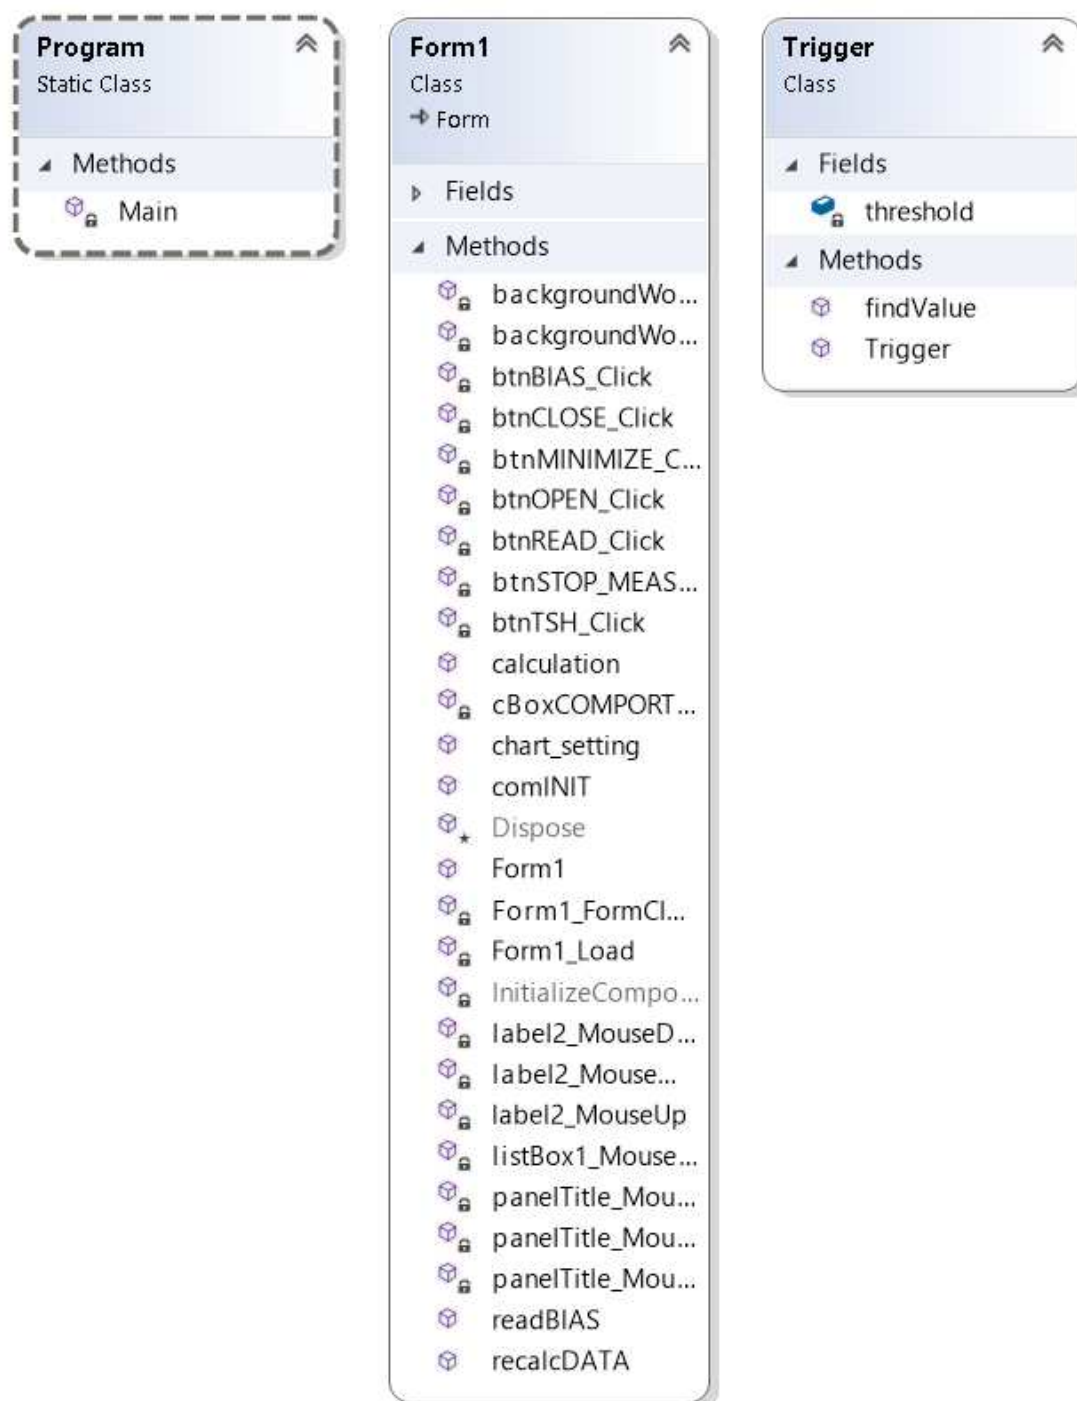 Program
Static Class
Methods
Main
Form1
Class
Form
Fields
Methods
backgroundWo...
backgroundWo...
btnBIAS_Click
btnCLOSE_Click
btnMINIMIZE_C...
btnOPEN_Click
btnREAD_Click
btnSTOP_MEAS...
btnTSH_Click
calculation
cBoxCOMPORT...
chart_setting
comINIT
Dispose
Form1
Form1_FormCl...
Form1_Load
InitializeCompo...
label2_MouseD...
label2_Mouse...
label2_MouseUp
listBox1_Mouse...
panelTitle_Mou...
panelTitle_Mou...
panelTitle_Mou...
readBIAS
recalcDATA
Trigger
Class
Fields
threshold
Methods
findValue
Trigger